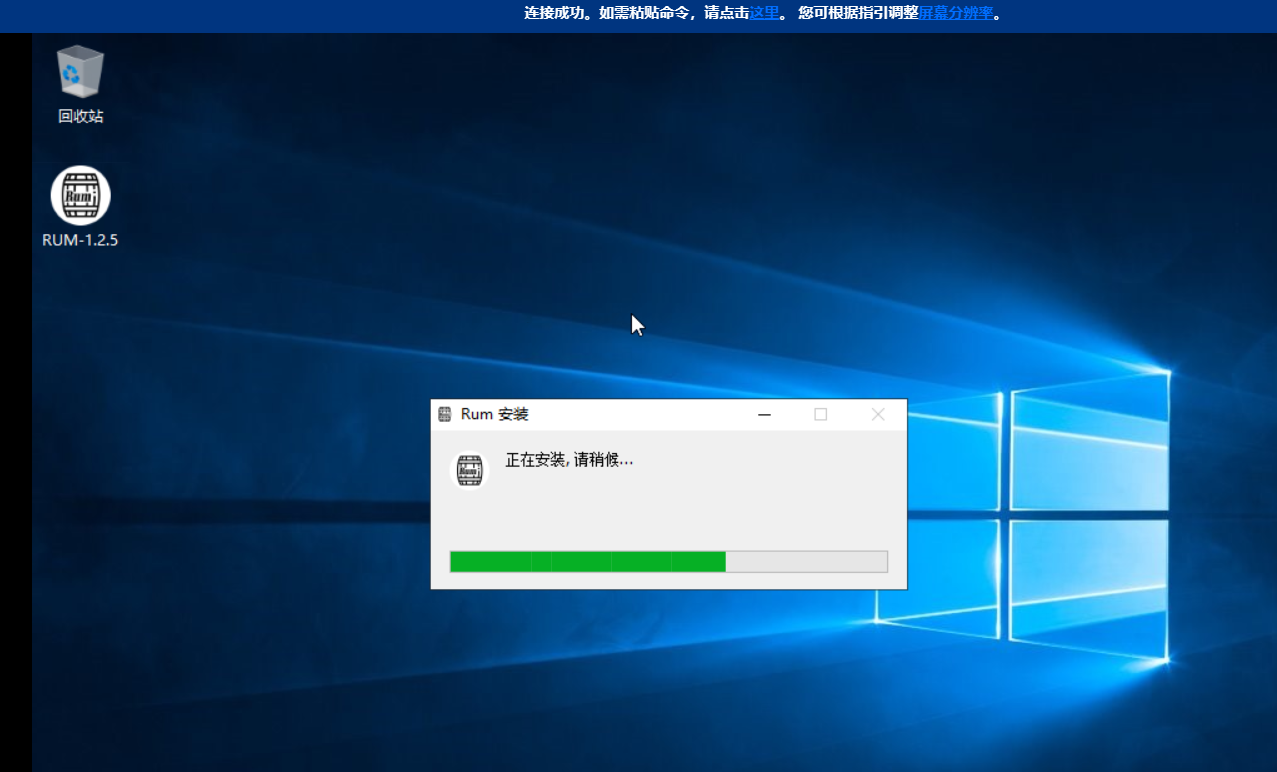 连接成功。如需粘贴命令，请点击这里。 您可根据指引调整屏幕分辨率。
回收站
Rum
RUM-1.2.5
Rum 安装
正在安装, 请稍候...
Rum